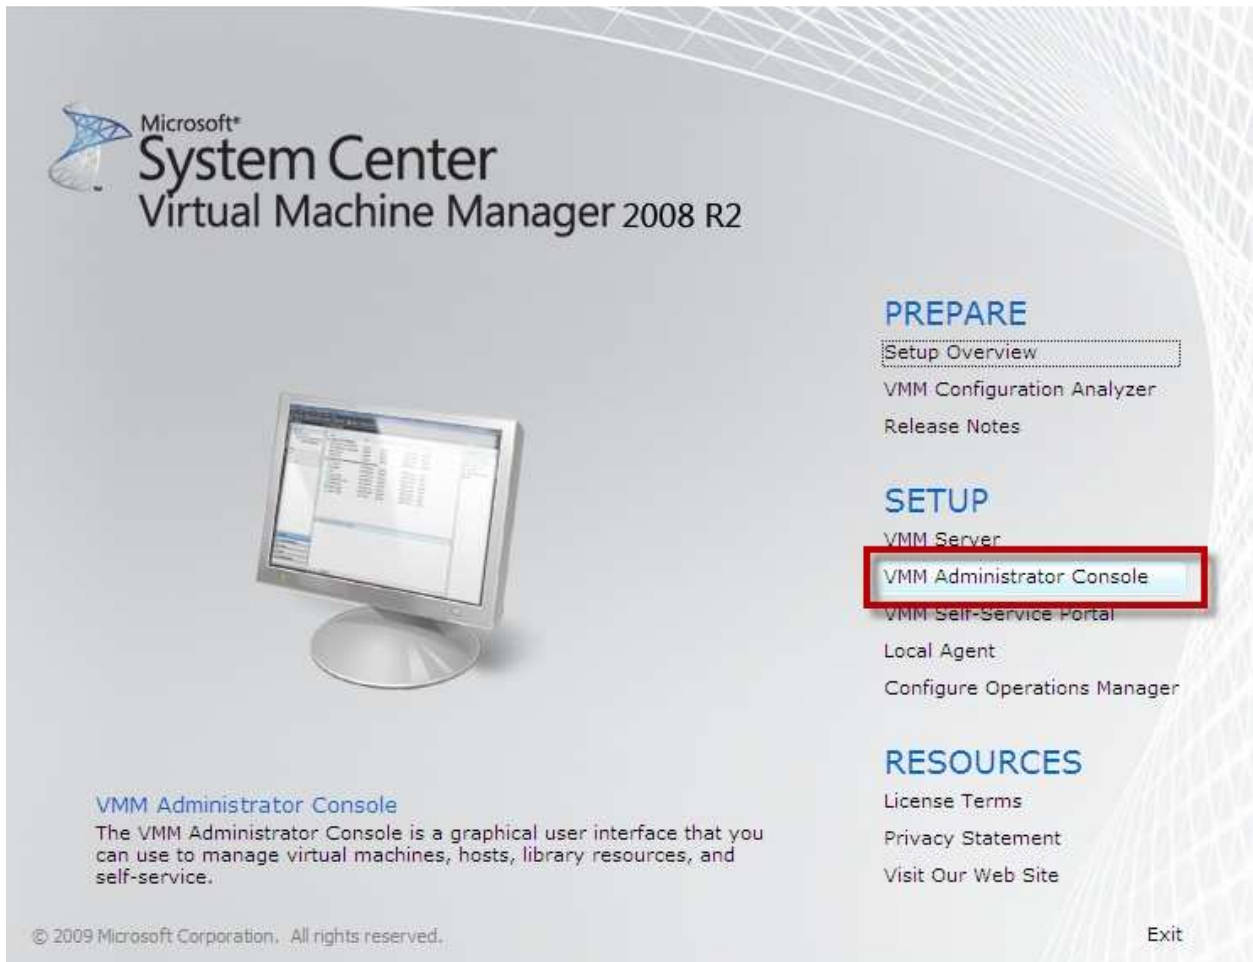 Microsoft®
System Center
Virtual Machine Manager 2008 R2
PREPARE
Setup Overview
VMM Configuration Analyzer
Release Notes
SETUP
VMM Server
VMM Administrator Console
VMM Self-Service Portal
Local Agent
Configure Operations Manager
RESOURCES
License Terms
Privacy Statement
Visit Our Web Site
VMM Administrator Console
The VMM Administrator Console is a graphical user interface that you
can use to manage virtual machines, hosts, library resources, and
self-service.
© 2009 Microsoft Corporation. All rights reserved.
Exit